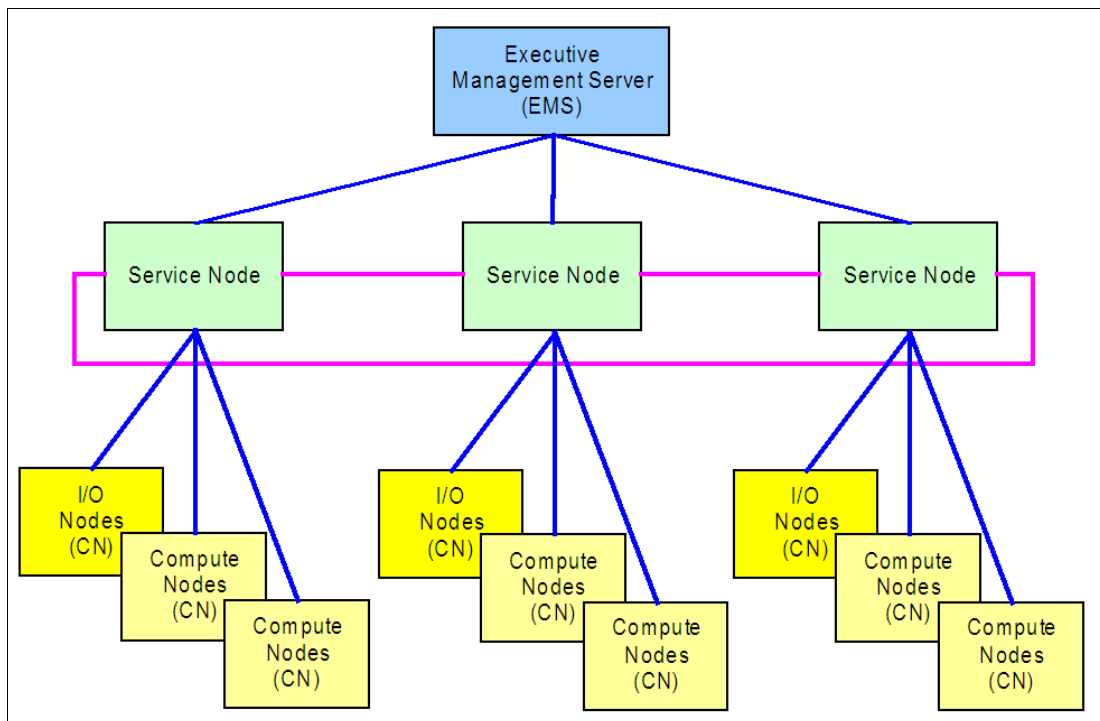 Executive
Management Server
(EMS)
Service Node
Service Node
Service Node
I/O
Nodes
(CN)
Compute
Nodes
(CN)
Compute
Nodes
(CN)
I/O
Nodes
(CN)
Compute
Nodes
(CN)
Compute
Nodes
(CN)
I/O
Nodes
(CN)
Compute
Nodes
(CN)
Compute
Nodes
(CN)